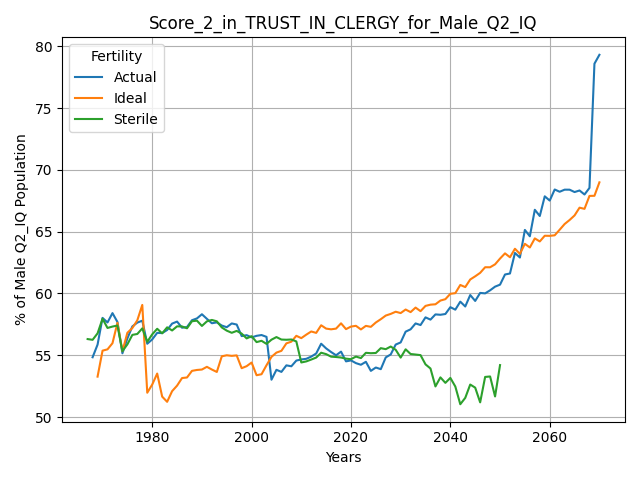 Score_2_in_TRUST_IN_CLERGY_for_Male_Q2_IQ
% of Male Q2_IQ Population
80
75
70
65
60
55
50
Fertility
Actual
Ideal
Sterile
1980
2000
2020
2040
2060
Years